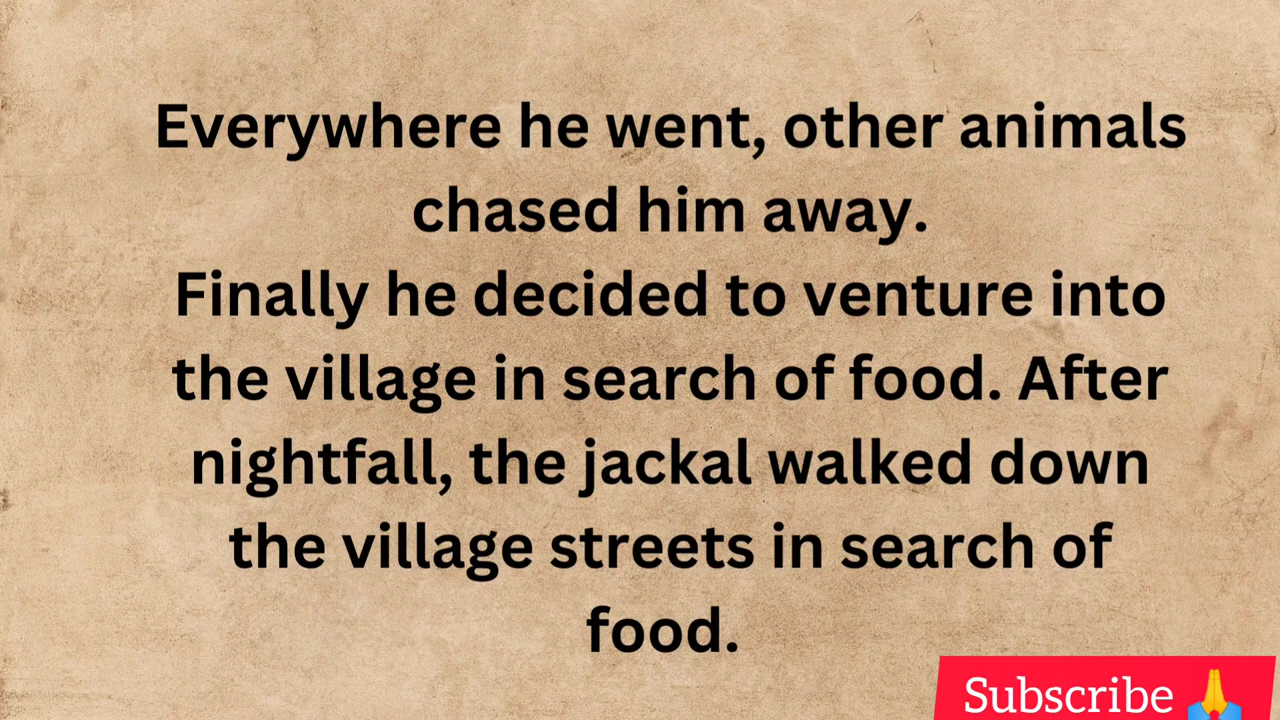 Everywhere he went, other animals
chased him away.
Finally he decided to venture into
the village in search of food. After
nightfall, the jackal walked down
the village streets in search of
food.
Subscribe 🙏